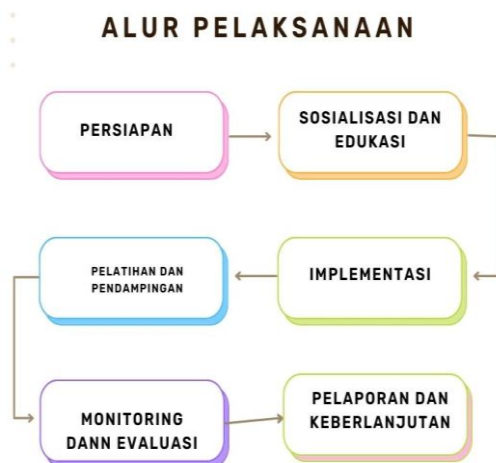 ALUR PELAKSANAAN
PERSIAPAN
SOSIALISASI DAN
EDUKASI
IMPLEMENTASI
PELATIHAN DAN
PENDAMPINGAN
MONITORING
DANN EVALUASI
PELAPORAN DAN
KEBERLANJUTAN